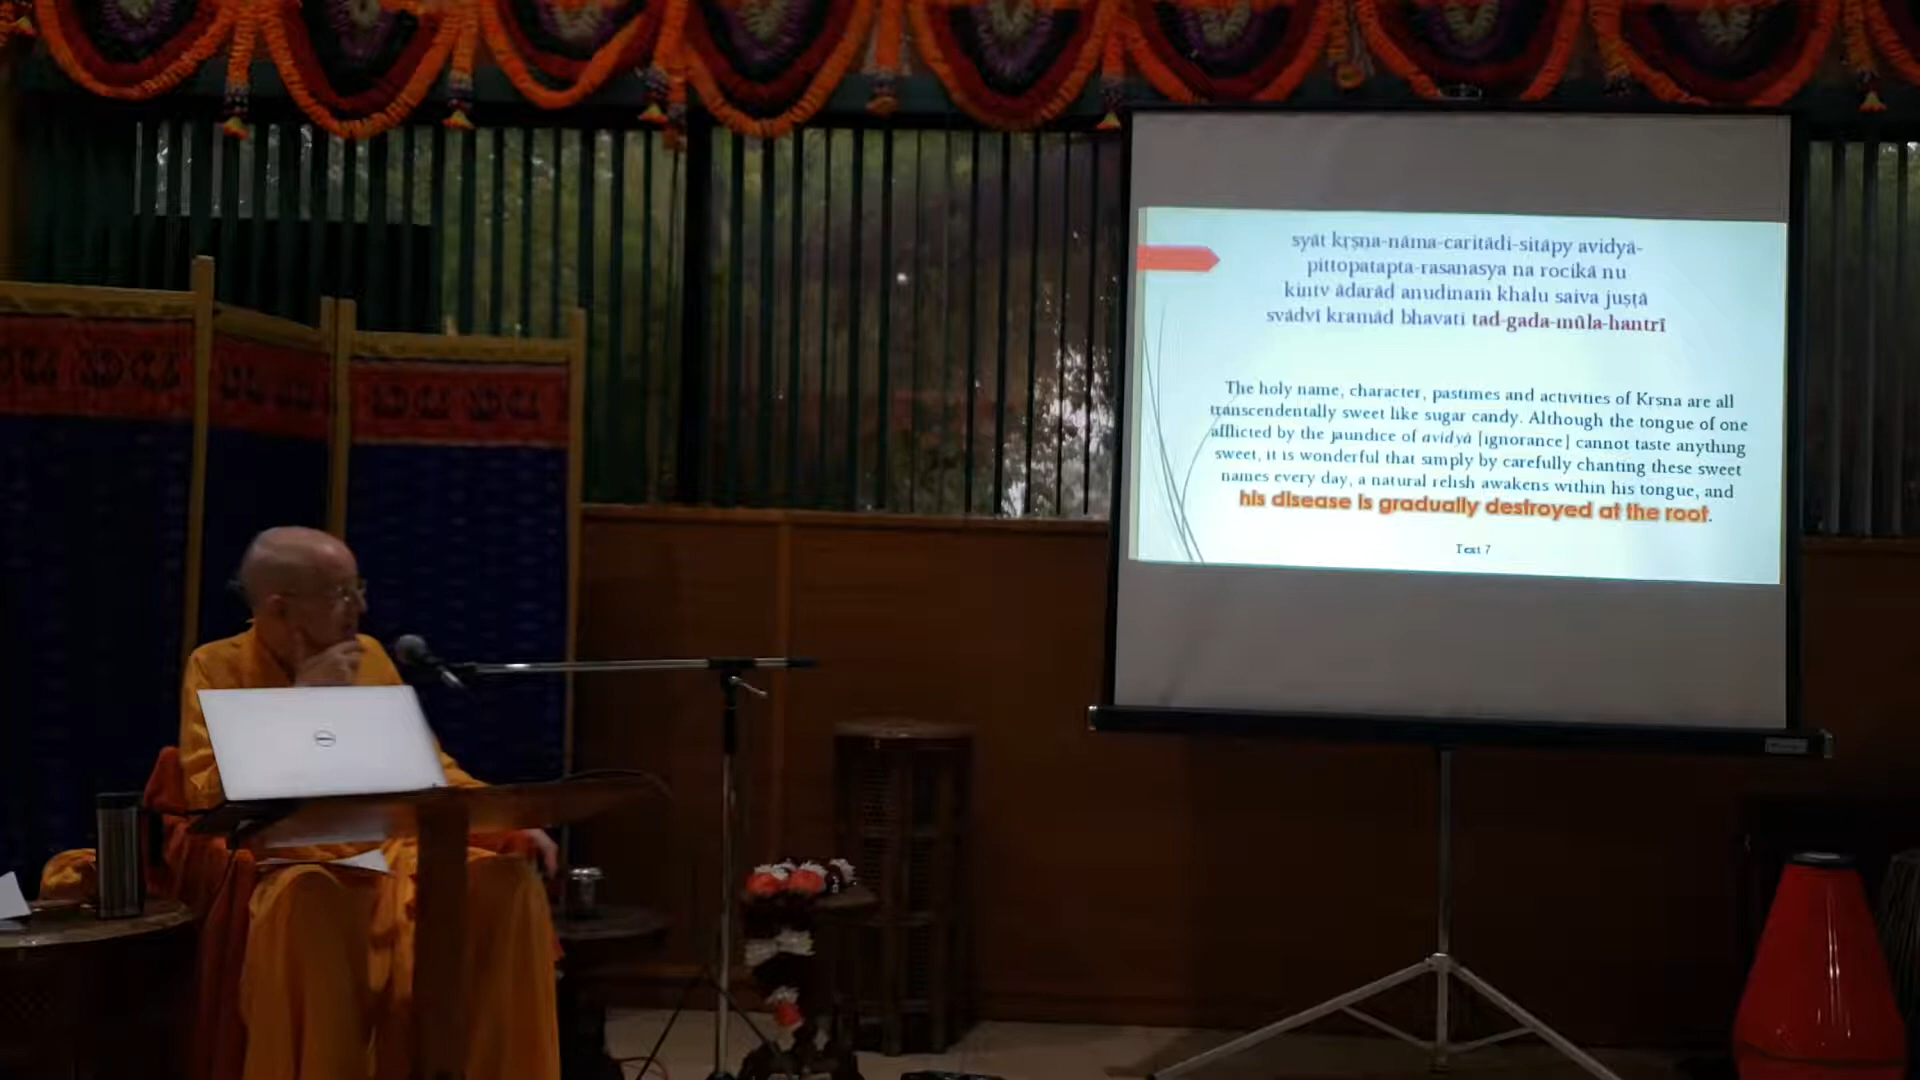 syāt kṛṣṇa-nāma-caritādi-sitāpy avidyā-
pittopatapta-rasanasya na rocikā nu
kintv ādarād anudinaṁ khalu saiva juṣṭā
svādvī kramād bhavati tad-gada-mūla-hantrī
The holy name, character, pastimes and activities of Krsna are all
transcendentally sweet like sugar candy. Although the tongue of one
afflicted by the jaundice of avidyā [ignorance] cannot taste anything
sweet, it is wonderful that simply by carefully chanting these sweet
names every day, a natural relish awakens within his tongue, and
his disease is gradually destroyed at the root.
Text 7
DELL